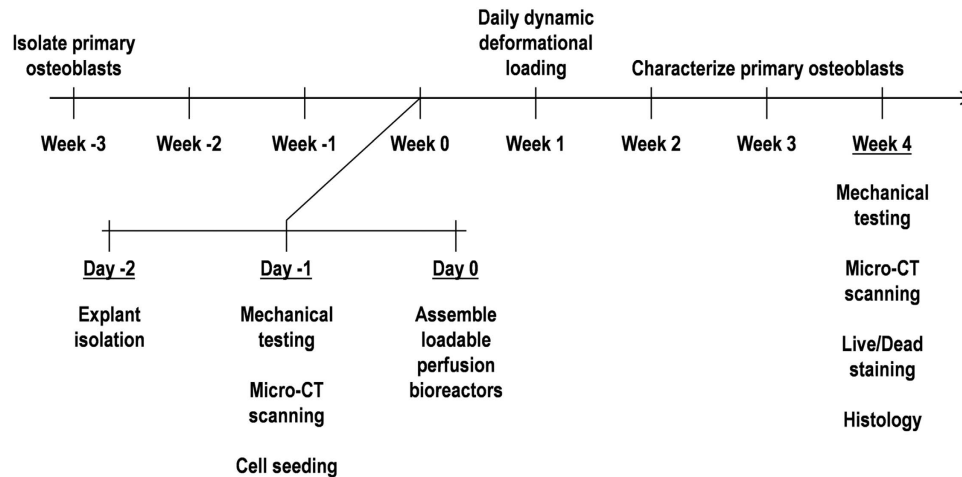 Isolate primary
osteoblasts
Daily dynamic
deformational
loading
Characterize primary osteoblasts
Week -3
Week -2
Week -1
Week 0
Week 1
Week 2
Week 3
Week 4
Mechanical
testing
Micro-CT
scanning
Live/Dead
staining
Histology
Day -2
Explant
isolation
Day -1
Mechanical
testing
Micro-CT
scanning
Cell seeding
Day 0
Assemble
loadable
perfusion
bioreactors